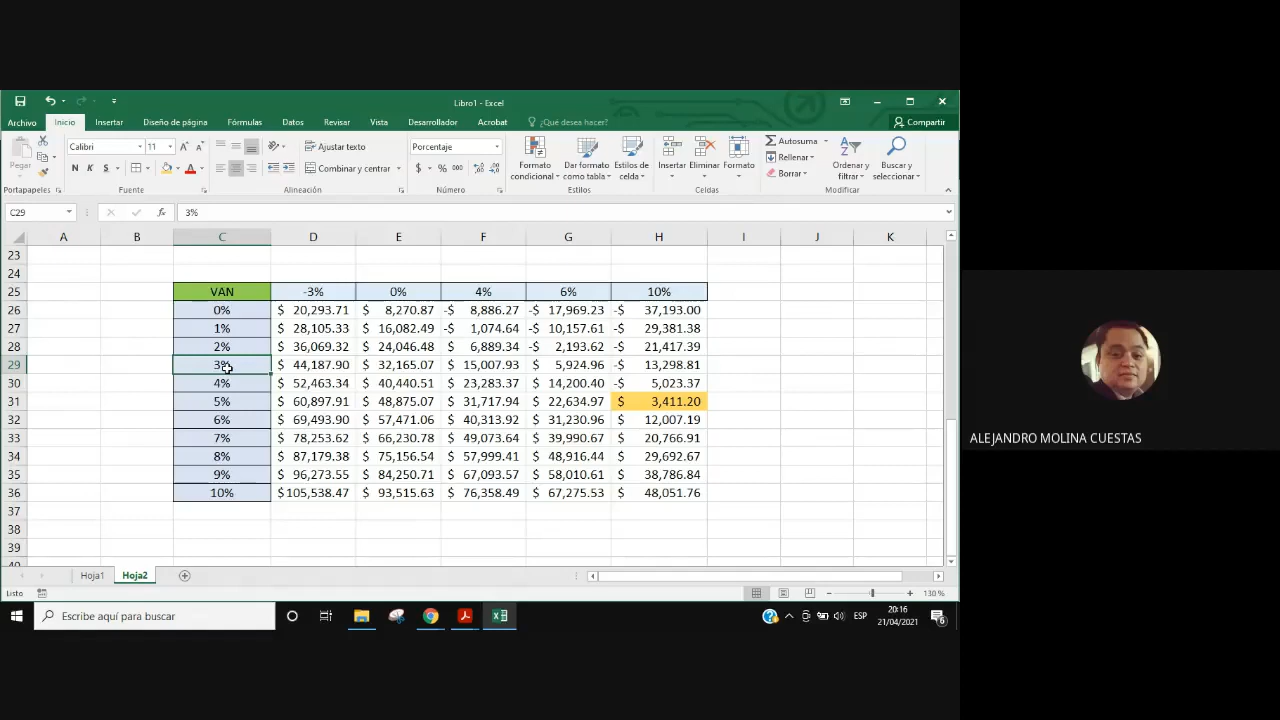 Libro1 - Excel
Archivo Inicio Insertar Diseño de página Fórmulas Datos Revisar Vista Desarrollador Acrobat ¿Qué desea hacer? Compartir
Pegar
Calibri 11
N K S
Ajustar texto
Combinar y centrar
Porcentaje
$ % 000
Formato condicional
Dar formato como tabla
Estilos de celda
Insertar Eliminar Formato
Autosuma
Rellenar
Borrar
Ordenar y filtrar
Buscar y seleccionar
Portapapeles Fuente Alineación Número Estilos Celdas Modificar
C29 fx 3%
A B C D E F G H I J K
23
24
25 VAN -3% 0% 4% 6% 10%
26 0% $ 20,293.71 $ 8,270.87 -$ 8,886.27 -$ 17,969.23 -$ 37,193.00
27 1% $ 28,105.33 $ 16,082.49 -$ 1,074.64 -$ 10,157.61 -$ 29,381.38
28 2% $ 36,069.32 $ 24,046.48 $ 6,889.34 -$ 2,193.62 -$ 21,417.39
29 3% $ 44,187.90 $ 32,165.07 $ 15,007.93 $ 5,924.96 -$ 13,298.81
30 4% $ 52,463.34 $ 40,440.51 $ 23,283.37 $ 14,200.40 -$ 5,023.37
31 5% $ 60,897.91 $ 48,875.07 $ 31,717.94 $ 22,634.97 $ 3,411.20
32 6% $ 69,493.90 $ 57,471.06 $ 40,313.92 $ 31,230.96 $ 12,007.19
33 7% $ 78,253.62 $ 66,230.78 $ 49,073.64 $ 39,990.67 $ 20,766.91
34 8% $ 87,179.38 $ 75,156.54 $ 57,999.41 $ 48,916.44 $ 29,692.67
35 9% $ 96,273.55 $ 84,250.71 $ 67,093.57 $ 58,010.61 $ 38,786.84
36 10% $105,538.47 $ 93,515.63 $ 76,358.49 $ 67,275.53 $ 48,051.76
37
38
39
40
ALEJANDRO MOLINA CUESTAS
Hoja1 Hoja2
Listo 130 %
Escribe aquí para buscar
ESP
20:16
21/04/2021
6